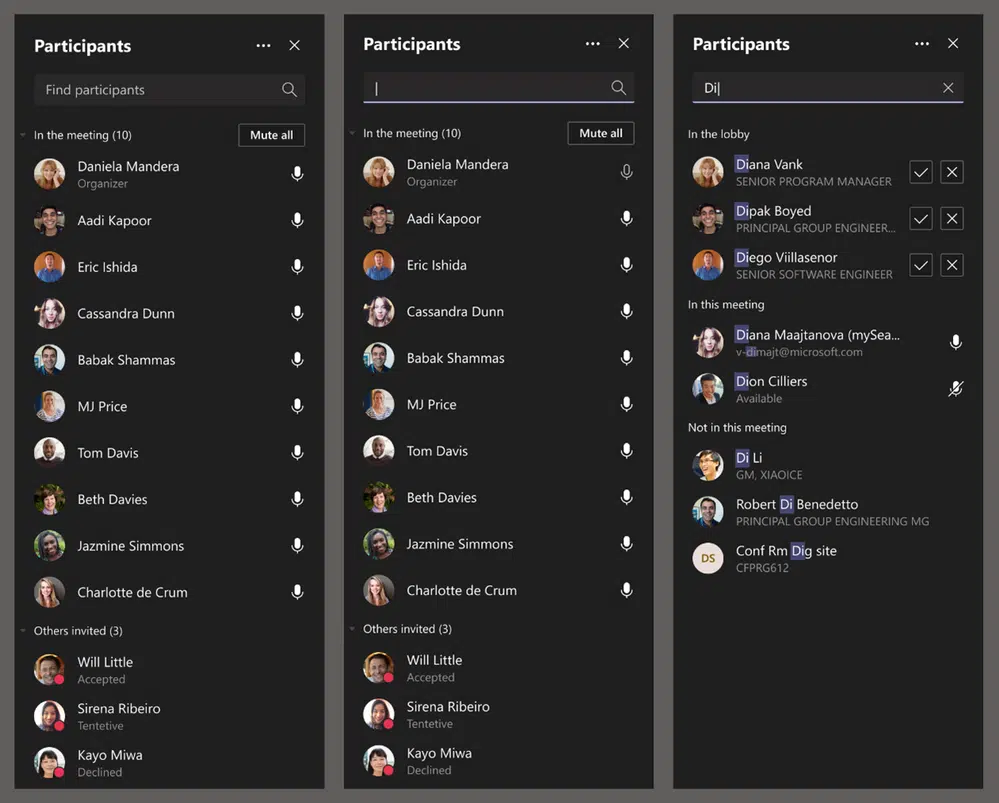 Participants
Find participants
In the meeting (10)
Mute all
Daniela Mandera
Organizer
Aadi Kapoor
Eric Ishida
Cassandra Dunn
Babak Shammas
MJ Price
Tom Davis
Beth Davies
Jazmine Simmons
Charlotte de Crum
Others invited (3)
Will Little
Accepted
Sirena Ribeiro
Tentetive
Kayo Miwa
Declined
Participants
In the meeting (10)
Mute all
Daniela Mandera
Organizer
Aadi Kapoor
Eric Ishida
Cassandra Dunn
Babak Shammas
MJ Price
Tom Davis
Beth Davies
Jazmine Simmons
Charlotte de Crum
Others invited (3)
Will Little
Accepted
Sirena Ribeiro
Tentetive
Kayo Miwa
Declined
Participants
Di
In the lobby
Diana Vank
SENIOR PROGRAM MANAGER
Dipak Boyed
PRINCIPAL GROUP ENGINEER...
Diego Viillasenor
SENIOR SOFTWARE ENGINEER
In this meeting
Diana Maajtanova (mySea...
v-dimajt@microsoft.com
Dion Cilliers
Available
Not in this meeting
Di Li
GM, XIAOICE
Robert Di Benedetto
PRINCIPAL GROUP ENGINEERING MG
DS
Conf Rm Dig site
CFPRG612